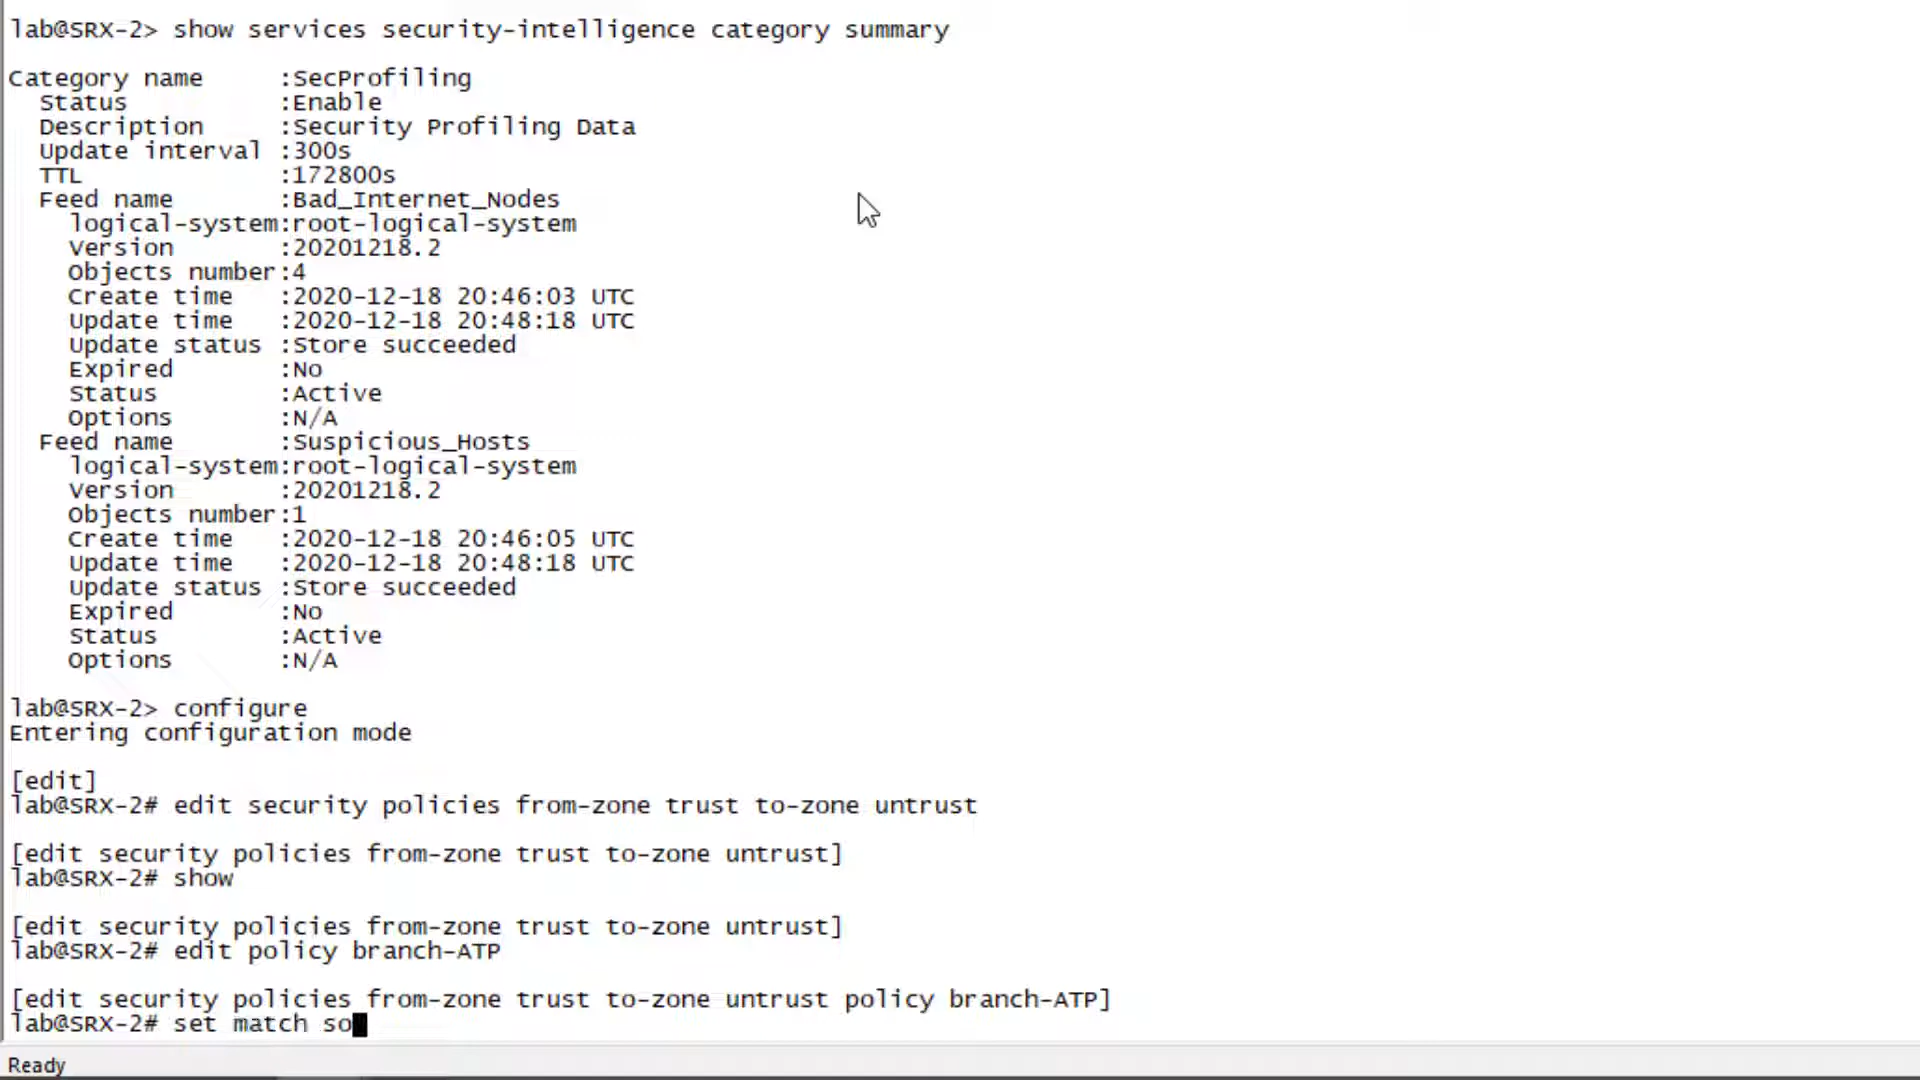 lab@SRX-2> show services security-intelligence category summary
Category name     :SecProfiling
Status          :Enable
Description     :Security Profiling Data
Update interval :300s
TTL             :172800s
Feed name       :Bad_Internet_Nodes
logical-system:root-logical-system
Version       :20201218.2
Objects number:4
Create time   :2020-12-18 20:46:03 UTC
Update time   :2020-12-18 20:48:18 UTC
Update status :Store succeeded
Expired       :No
Status        :Active
Options       :N/A
Feed name       :Suspicious_Hosts
logical-system:root-logical-system
Version       :20201218.2
Objects number:1
Create time   :2020-12-18 20:46:05 UTC
Update time   :2020-12-18 20:48:18 UTC
Update status :Store succeeded
Expired       :No
Status        :Active
Options       :N/A
lab@SRX-2> configure
Entering configuration mode
[edit]
lab@SRX-2# edit security policies from-zone trust to-zone untrust
[edit security policies from-zone trust to-zone untrust]
lab@SRX-2# show
[edit security policies from-zone trust to-zone untrust]
lab@SRX-2# edit policy branch-ATP
[edit security policies from-zone trust to-zone untrust policy branch-ATP]
lab@SRX-2# set match so
Ready